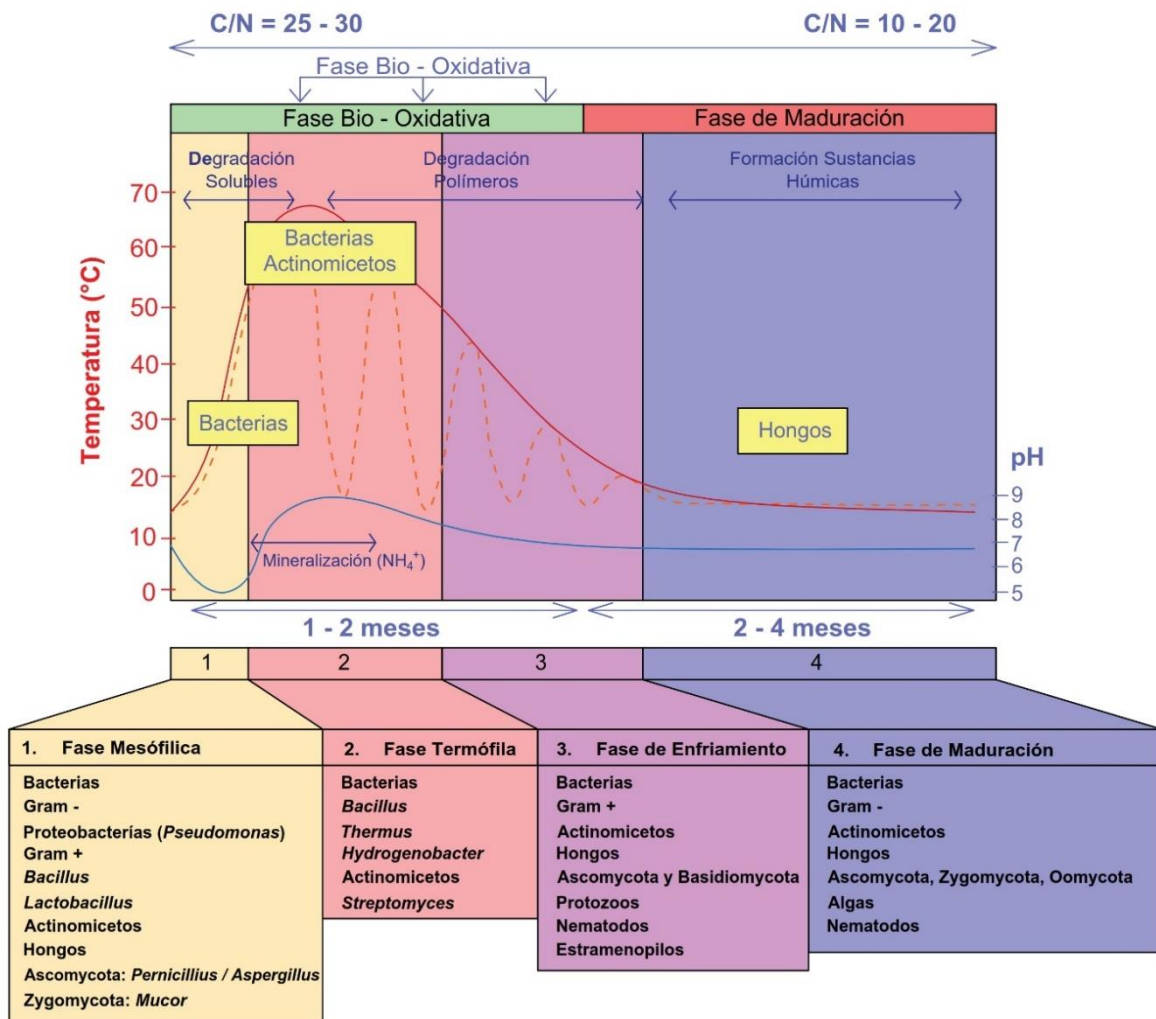 C/N = 25 - 30
C/N = 10 - 20
Fase Bio - Oxidativa
Fase Bio - Oxidativa
Fase de Maduración
Degradación
Solubles
Degradación
Polímeros
Formación Sustancias
Húmicas
Temperatura (°C)
70
60
50
40
30
20
10
0
Bacterias
Actinomicetos
Bacterias
Hongos
Mineralización (NH₄⁺)
pH
9
8
7
6
5
1 - 2 meses
2 - 4 meses
1
2
3
4
1. Fase Mesófilica
Bacterias
Gram -
Proteobacterías (Pseudomonas)
Gram +
Bacillus
Lactobacillus
Actinomicetos
Hongos
Ascomycota: Pernicillius / Aspergillus
Zygomycota: Mucor
2. Fase Termófila
Bacterias
Bacillus
Thermus
Hydrogenobacter
Actinomicetos
Streptomyces
3. Fase de Enfriamiento
Bacterias
Gram +
Actinomicetos
Hongos
Ascomycota y Basidiomycota
Protozoos
Nematodos
Estramenopilos
4. Fase de Maduración
Bacterias
Gram -
Actinomicetos
Hongos
Ascomycota, Zygomycota, Oomycota
Algas
Nematodos